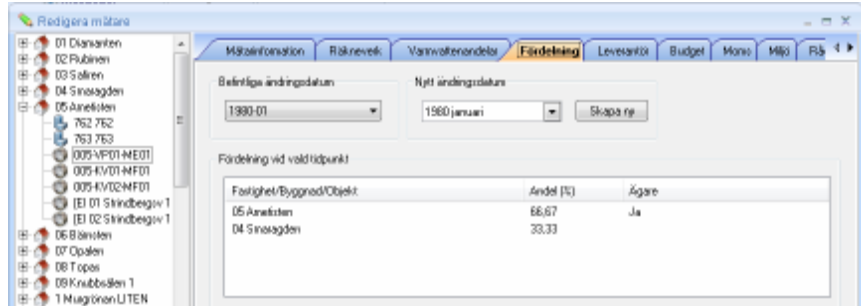 Redigera mätare
01 Diamanten
02 Rubinen
03 Safiren
04 Smaragden
05 Ametisten
762 762
763 763
005-VP01-ME01
005-KV01-MF01
005-KV02-MF01
(El 01 Strindbergsv 1
(El 02 Strindbergsv 1
06 Bärnsten
07 Opalen
08 Topas
09 Knubbsälen 1
1 Murgrönan LITEN
Mätarinformation Räkneverk Varmvattenandelar Fördelning Leverantör Budget Moms Miljö
Befintliga ändringsdatum Nytt ändringsdatum
1980-01 1980 januari Skapa ny
Fördelning vid vald tidpunkt
Fastighet/Byggnad/Objekt Andel (%) Ägare
05 Ametisten 66,67 Ja
04 Smaragden 33,33